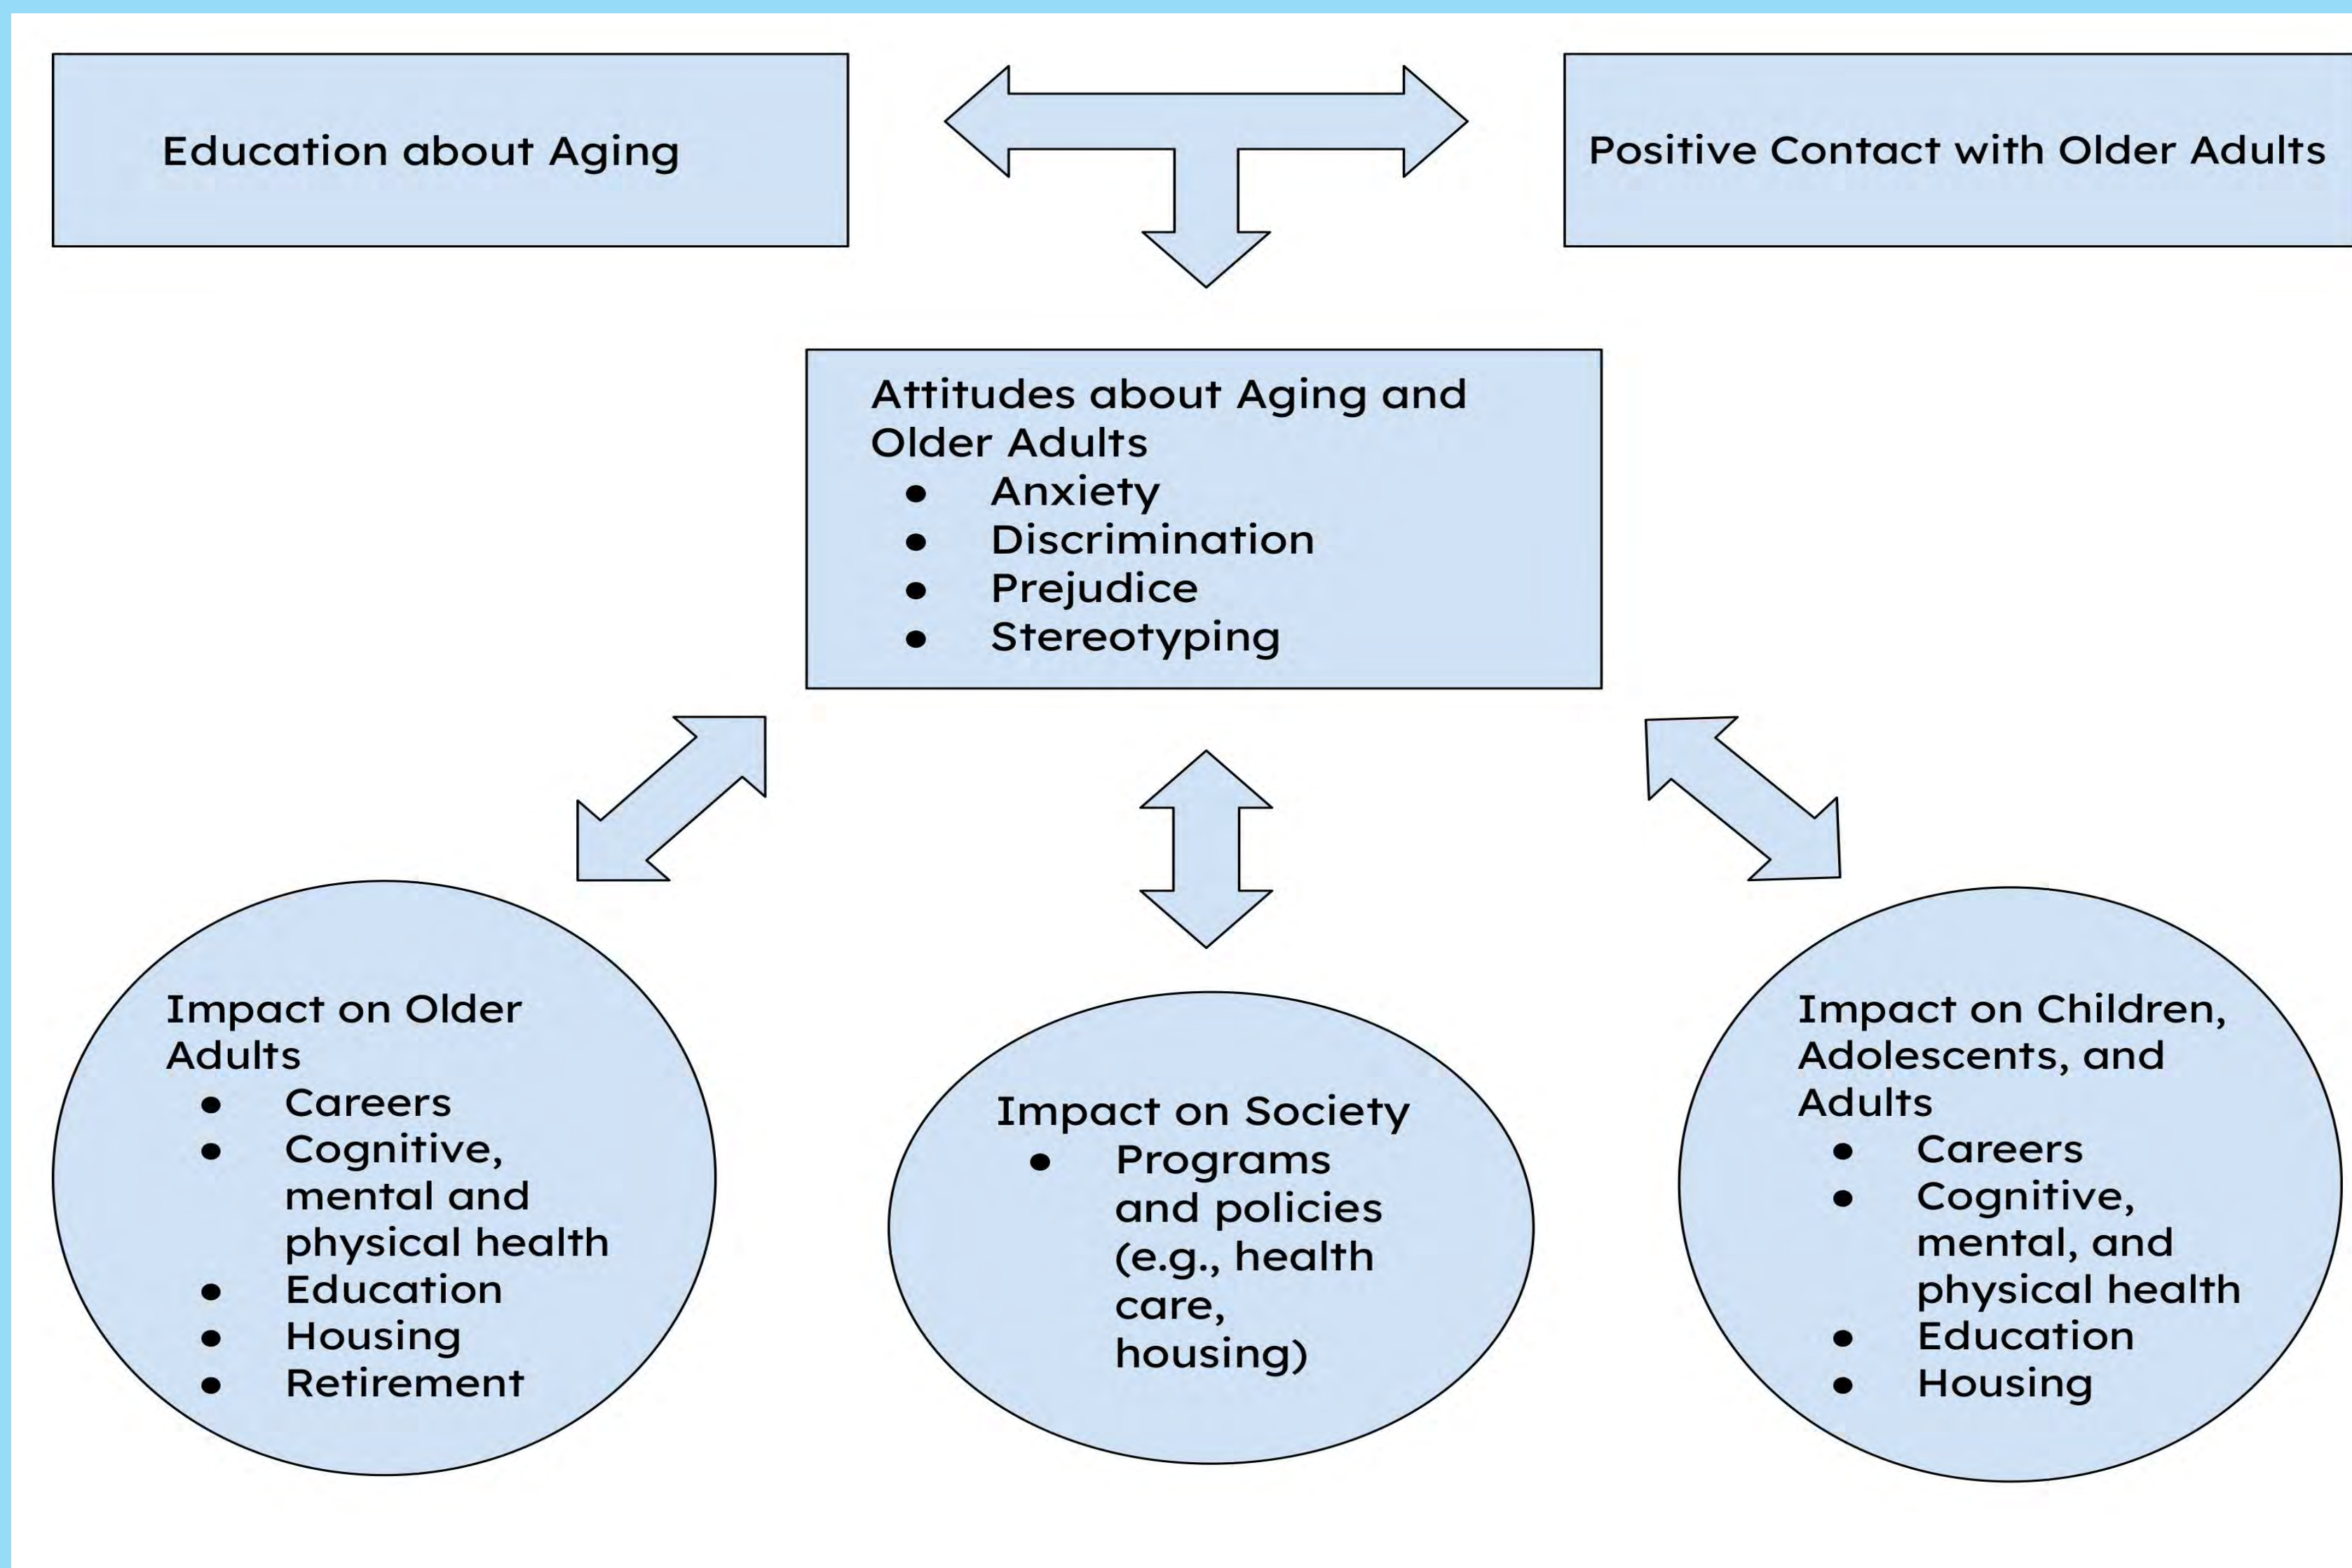 Education about Aging
Positive Contact with Older Adults
Attitudes about Aging and
Older Adults
● Anxiety
● Discrimination
● Prejudice
● Stereotyping
Impact on Older
Adults
● Careers
● Cognitive,
mental and
physical health
● Education
● Housing
● Retirement
Impact on Society
● Programs
and policies
(e.g., health
care,
housing)
Impact on Children,
Adolescents, and
Adults
● Careers
● Cognitive,
mental, and
physical health
● Education
● Housing